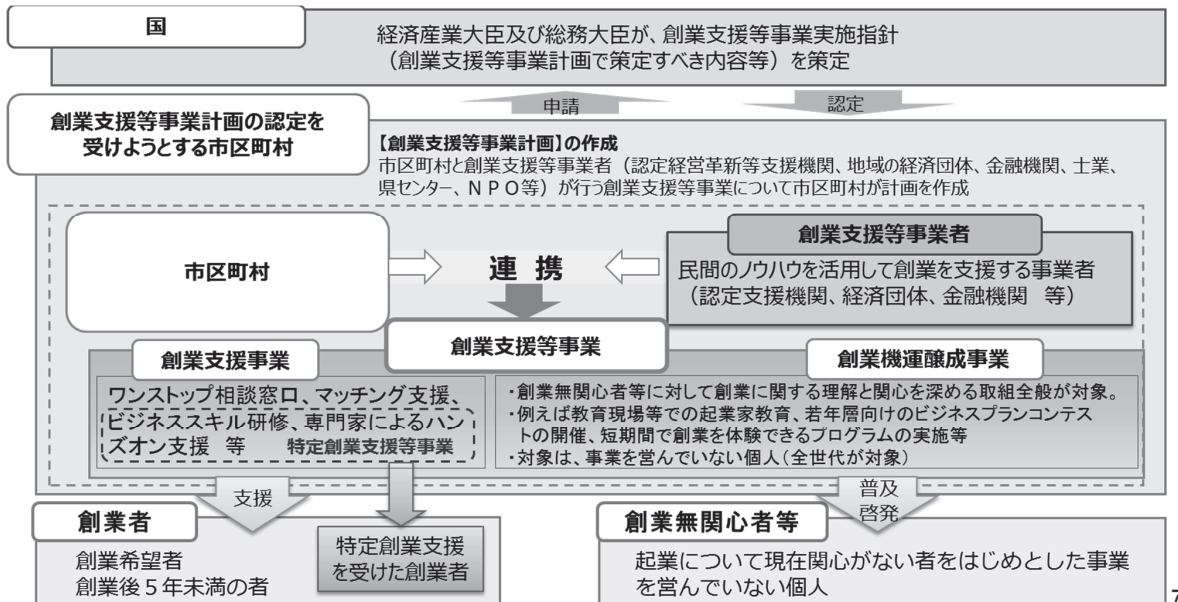 国
経済産業大臣及び総務大臣が、創業支援等事業実施指針
（創業支援等事業計画で策定すべき内容等）を策定
申請
認定
創業支援等事業計画の認定を
受けようとする市区町村
【創業支援等事業計画】の作成
市区町村と創業支援等事業者（認定経営革新等支援機関、地域の経済団体、金融機関、士業、
県センター、ＮＰＯ等）が行う創業支援等事業について市区町村が計画を作成
市区町村
連 携
創業支援等事業者
民間のノウハウを活用して創業を支援する事業者
（認定支援機関、経済団体、金融機関　等）
創業支援等事業
創業支援事業
ワンストップ相談窓口、マッチング支援、
ビジネススキル研修、専門家によるハン
ズオン支援　等
特定創業支援等事業
創業機運醸成事業
・創業無関心者等に対して創業に関する理解と関心を深める取組全般が対象。
・例えば教育現場等での起業家教育、若年層向けのビジネスプランコンテス
トの開催、短期間で創業を体験できるプログラムの実施等
・対象は、事業を営んでいない個人（全世代が対象）
支援
普及
啓発
創業者
創業希望者
創業後５年未満の者
特定創業支援
を受けた創業者
創業無関心者等
起業について現在関心がない者をはじめとした事業
を営んでいない個人